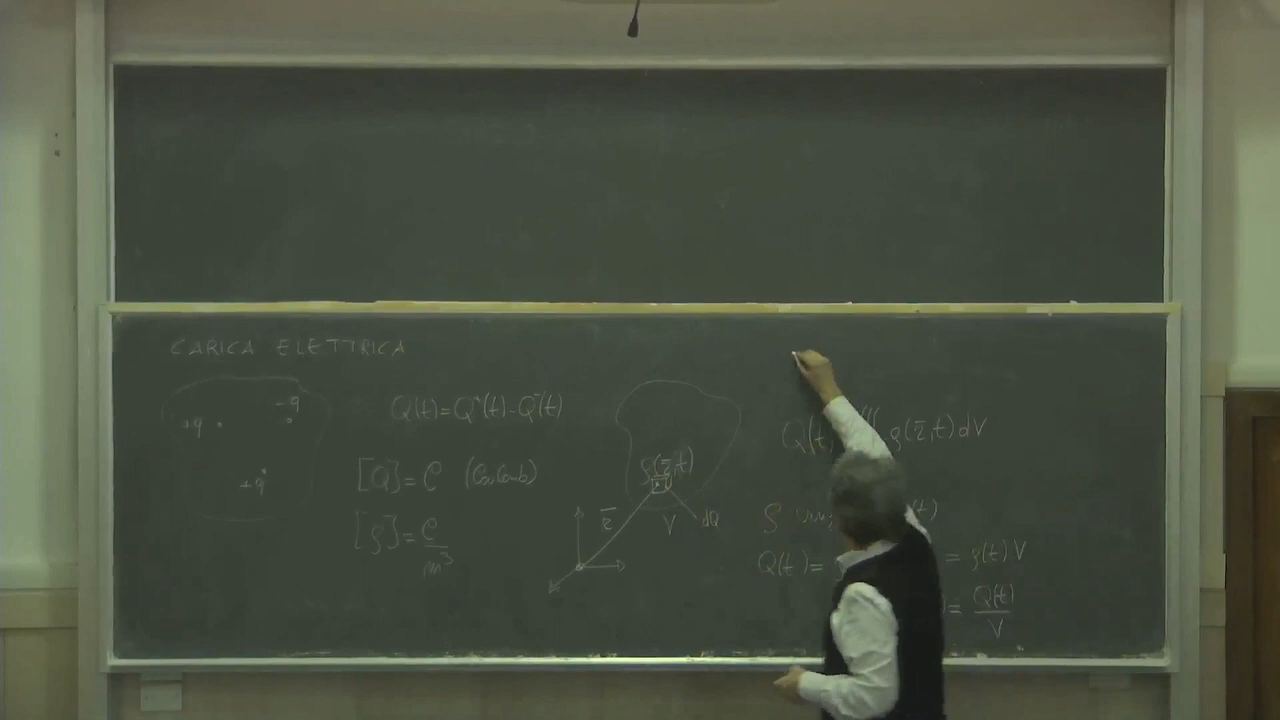 CARICA ELETTRICA
-q
+q
+q
Q(t)=Q⁺(t)-Q⁻(t)
[Q]=C (Coulomb)
[ρ]=C/m³
ρ(r̄,t)
r̄
V
dQ
Q(t, ρ(r̄,t)dV
ρ (t)
Q(t)= = ρ(t)V
= Q(t)/V